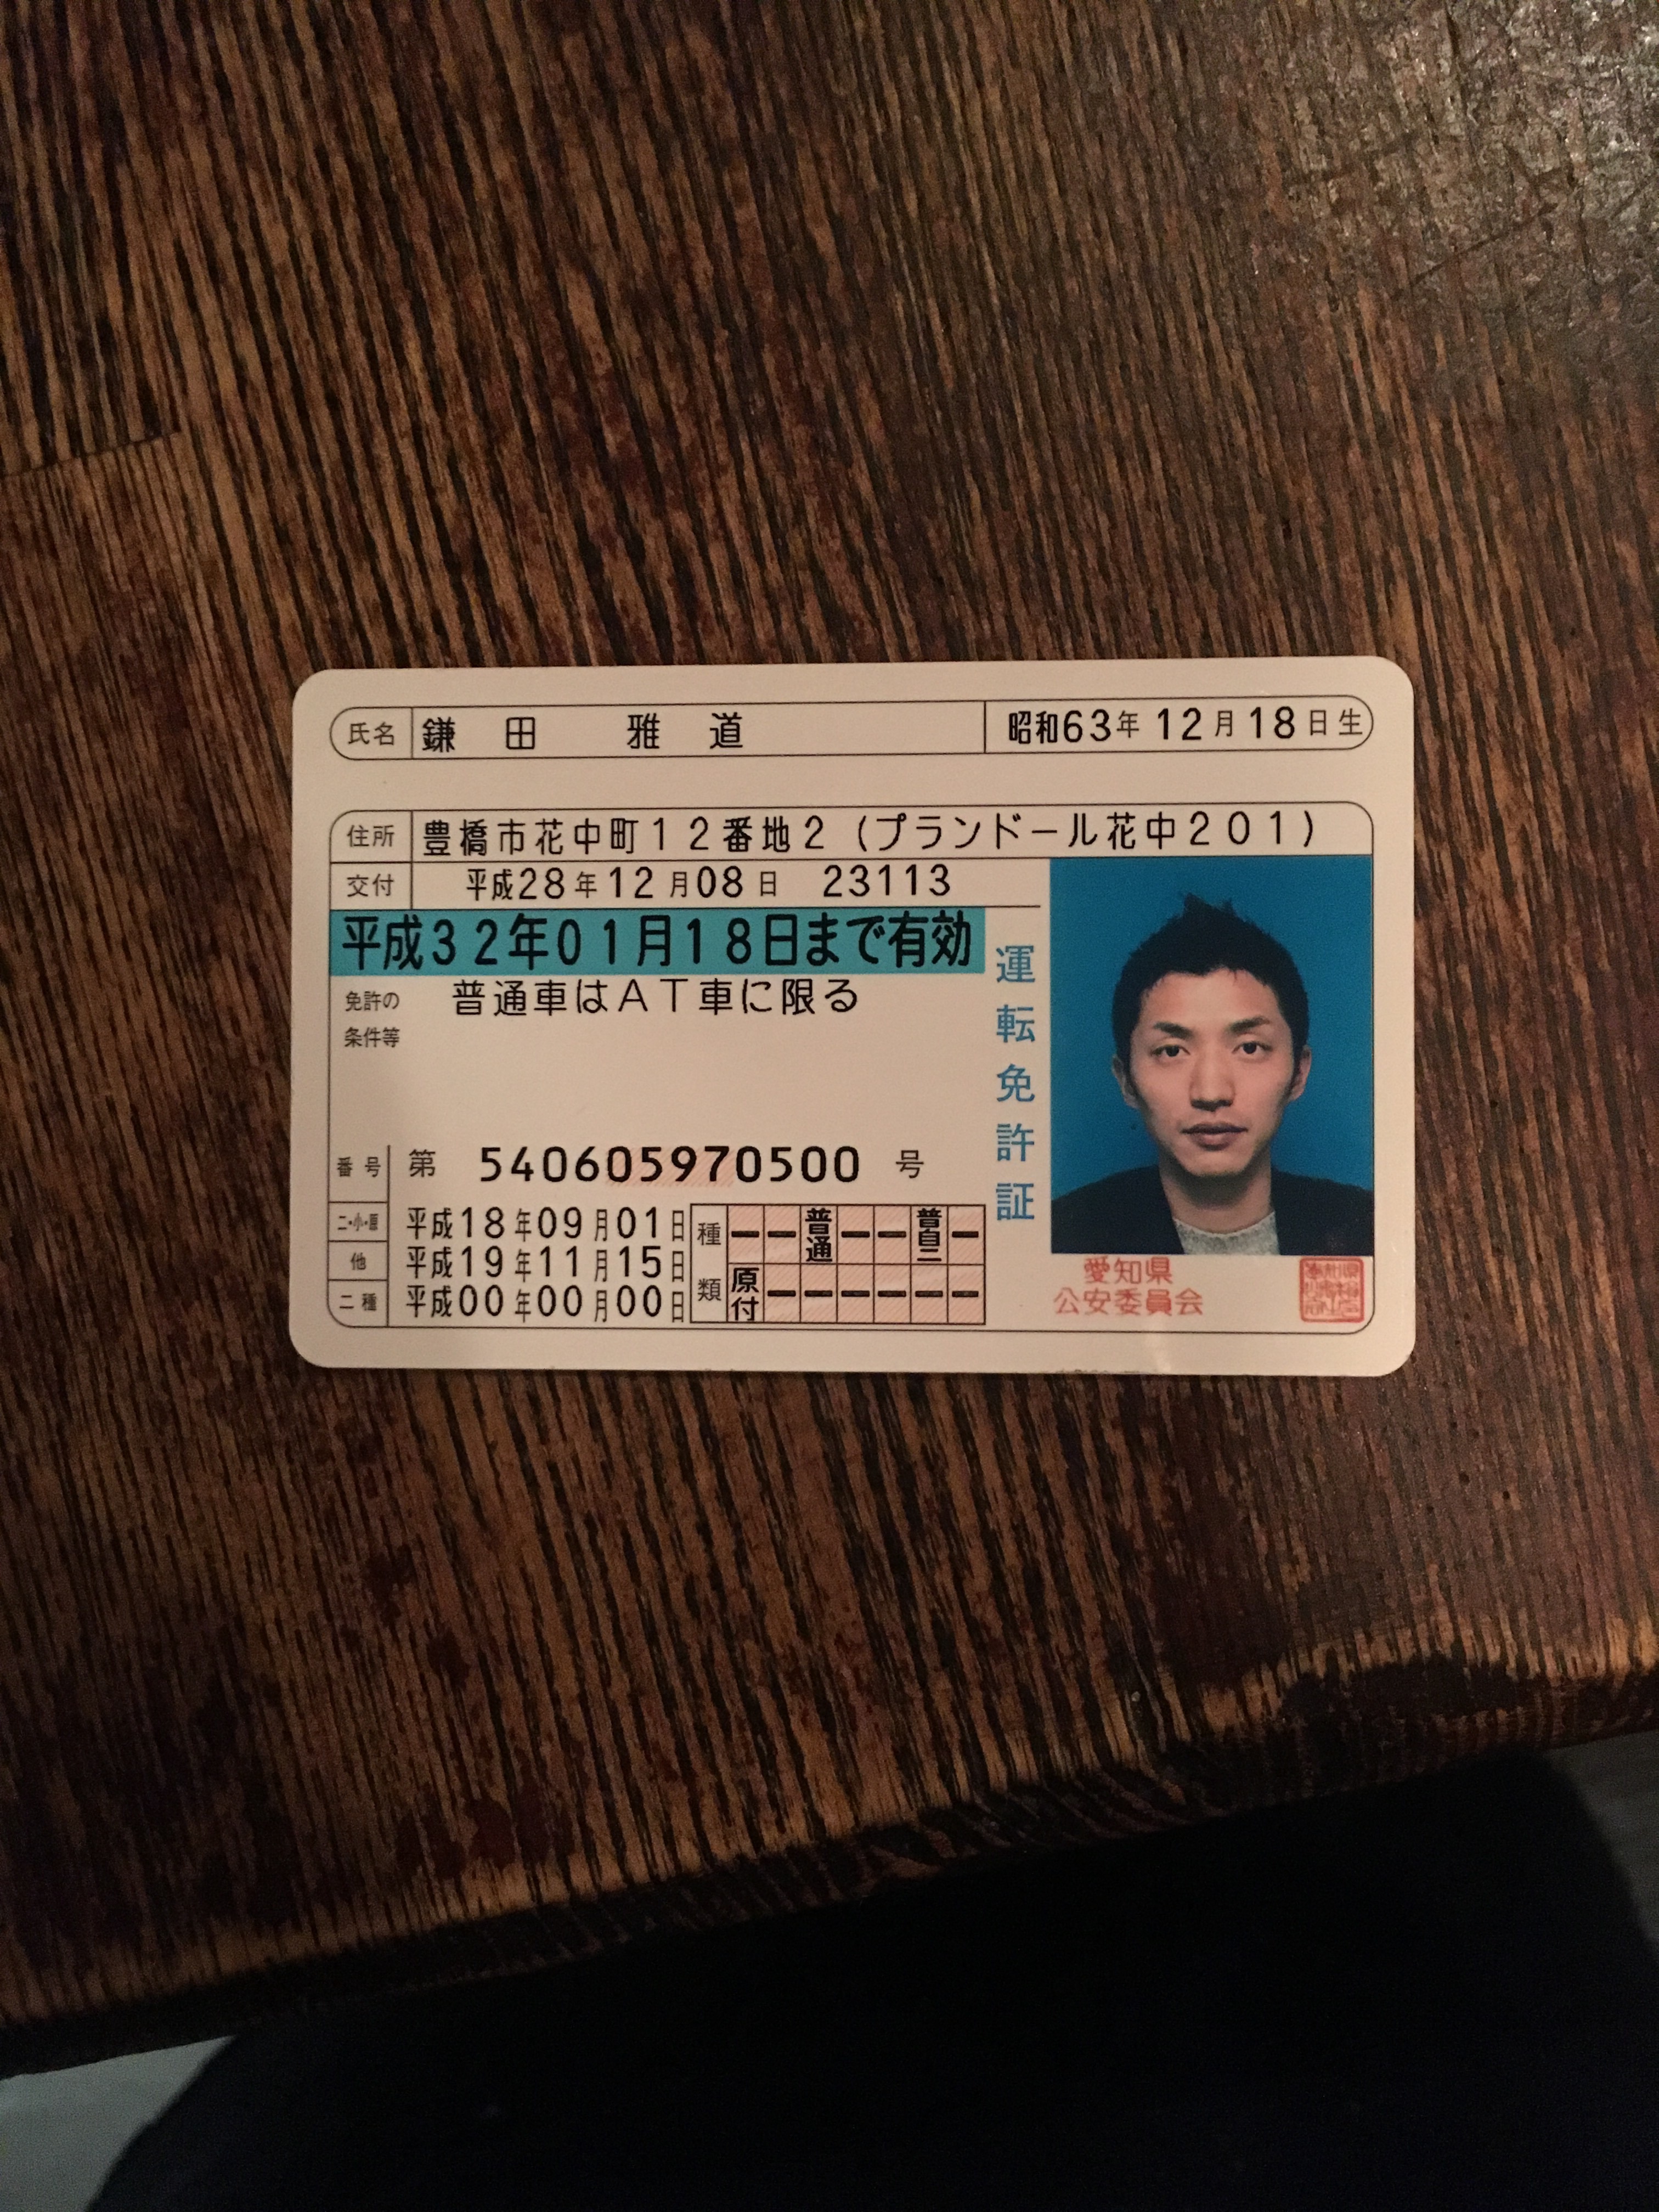 氏名 鎌田 雅道 昭和63年12月18日生
住所 豊橋市花中町12番地2(プランドール花中201)
交付 平成28年12月08日 23113
平成32年01月18日まで有効
免許の条件等 普通車はAT車に限る
運転免許証
番号 第 540605970500 号
二・小・原 平成18年09月01日
他 平成19年11月15日
二種 平成00年00月00日
種類 普通 普自二
原付
愛知県
公安委員会